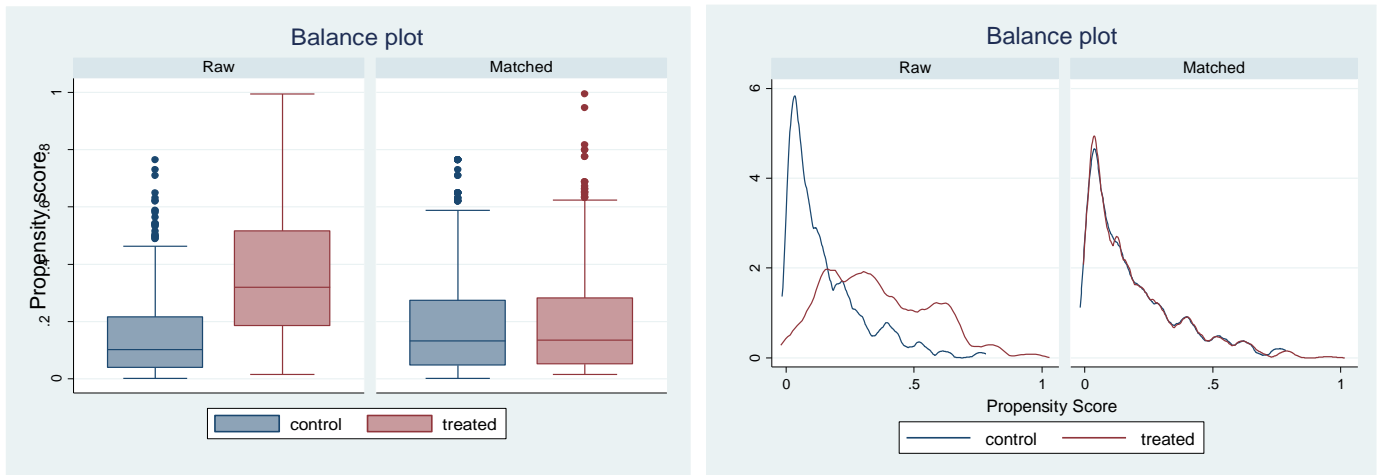 Balance plot
Raw Matched
Propensity score
1
.8
.6
.4
.2
0
control treated
Balance plot
Raw Matched
6
4
2
0
0 .5 1 0 .5 1
Propensity Score
control treated